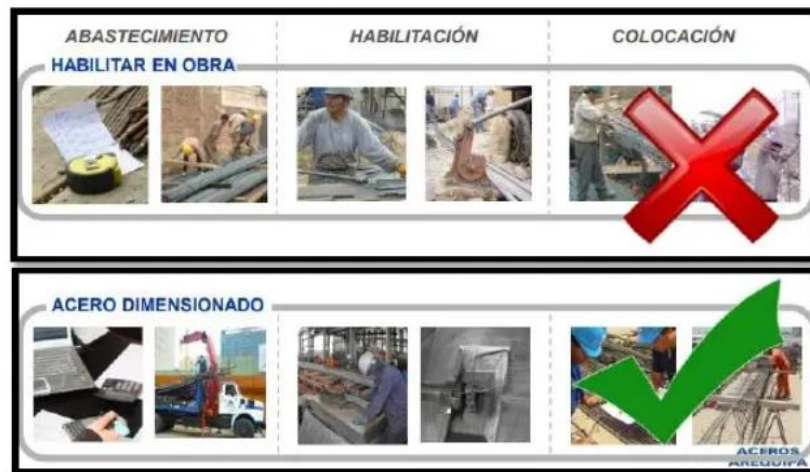 ABASTECIMIENTO HABILITACIÓN COLOCACIÓN
HABILITAR EN OBRA
ACERO DIMENSIONADO
ACEROS
AREQUIPA